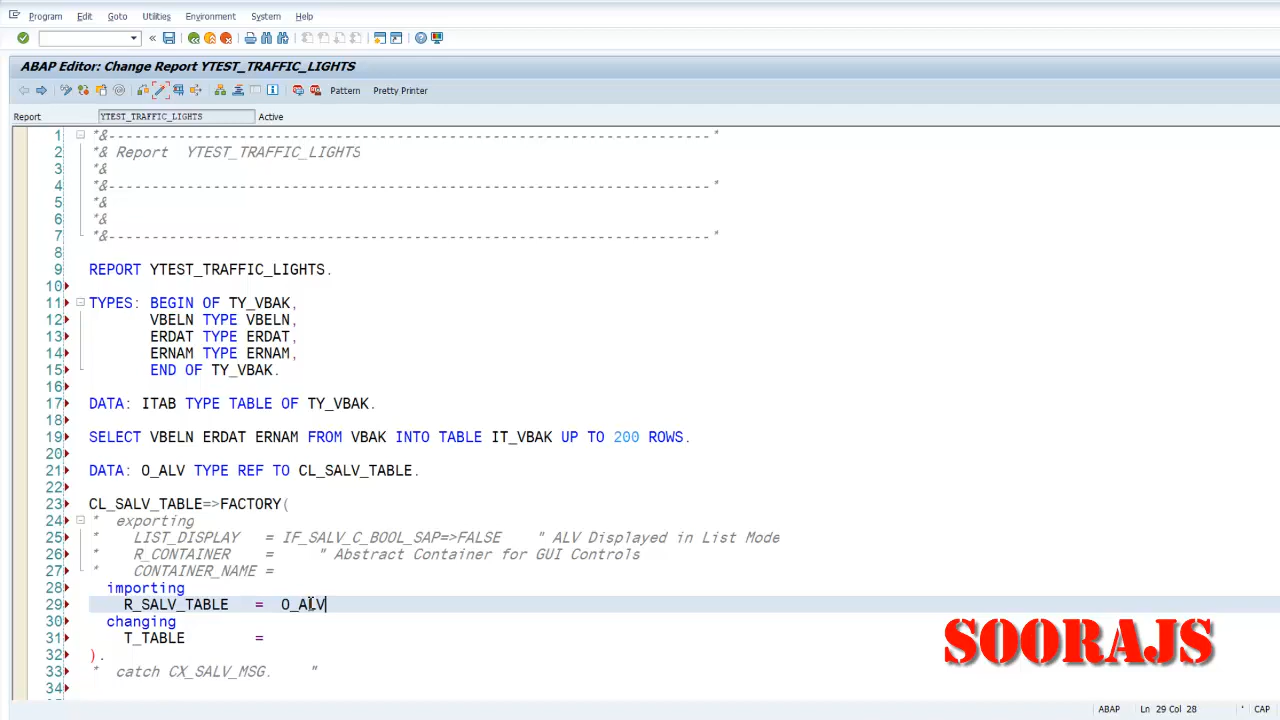 Program Edit Goto Utilities Environment System Help
ABAP Editor: Change Report YTEST_TRAFFIC_LIGHTS
Pattern Pretty Printer
Report YTEST_TRAFFIC_LIGHTS Active
1 *&---------------------------------------------------------------------*
2 *& Report  YTEST_TRAFFIC_LIGHTS
3 *&
4 *&---------------------------------------------------------------------*
5 *&
6 *&
7 *&---------------------------------------------------------------------*
8
9 REPORT YTEST_TRAFFIC_LIGHTS.
10
11 TYPES: BEGIN OF TY_VBAK,
12 VBELN TYPE VBELN,
13 ERDAT TYPE ERDAT,
14 ERNAM TYPE ERNAM,
15 END OF TY_VBAK.
16
17 DATA: ITAB TYPE TABLE OF TY_VBAK.
18
19 SELECT VBELN ERDAT ERNAM FROM VBAK INTO TABLE IT_VBAK UP TO 200 ROWS.
20
21 DATA: O_ALV TYPE REF TO CL_SALV_TABLE.
22
23 CL_SALV_TABLE=>FACTORY(
24 * exporting
25 * LIST_DISPLAY = IF_SALV_C_BOOL_SAP=>FALSE " ALV Displayed in List Mode
26 * R_CONTAINER = " Abstract Container for GUI Controls
27 * CONTAINER_NAME =
28 importing
29 R_SALV_TABLE = O_ALV
30 changing
31 T_TABLE =
32 ).
33 * catch CX_SALV_MSG. "
34
SOORAJS
ABAP Ln 29 Col 28 CAP